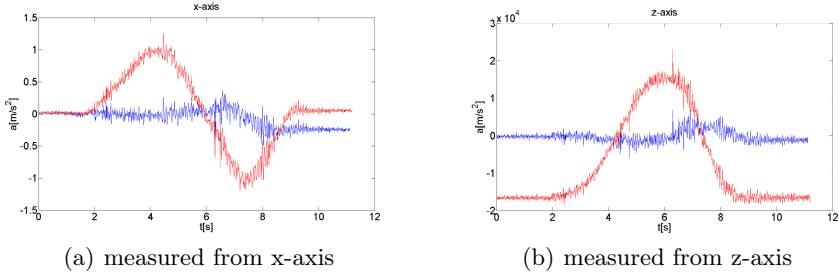 x-axis
1.5
1
0.5
0
-0.5
-1
-1.5
a[m/s²]
0 2 4 6 8 10 12
t[s]
(a) measured from x-axis
x 10⁴
z-axis
3
2
1
0
-1
-2
a[m/s²]
0 2 4 6 8 10 12
t[s]
(b) measured from z-axis